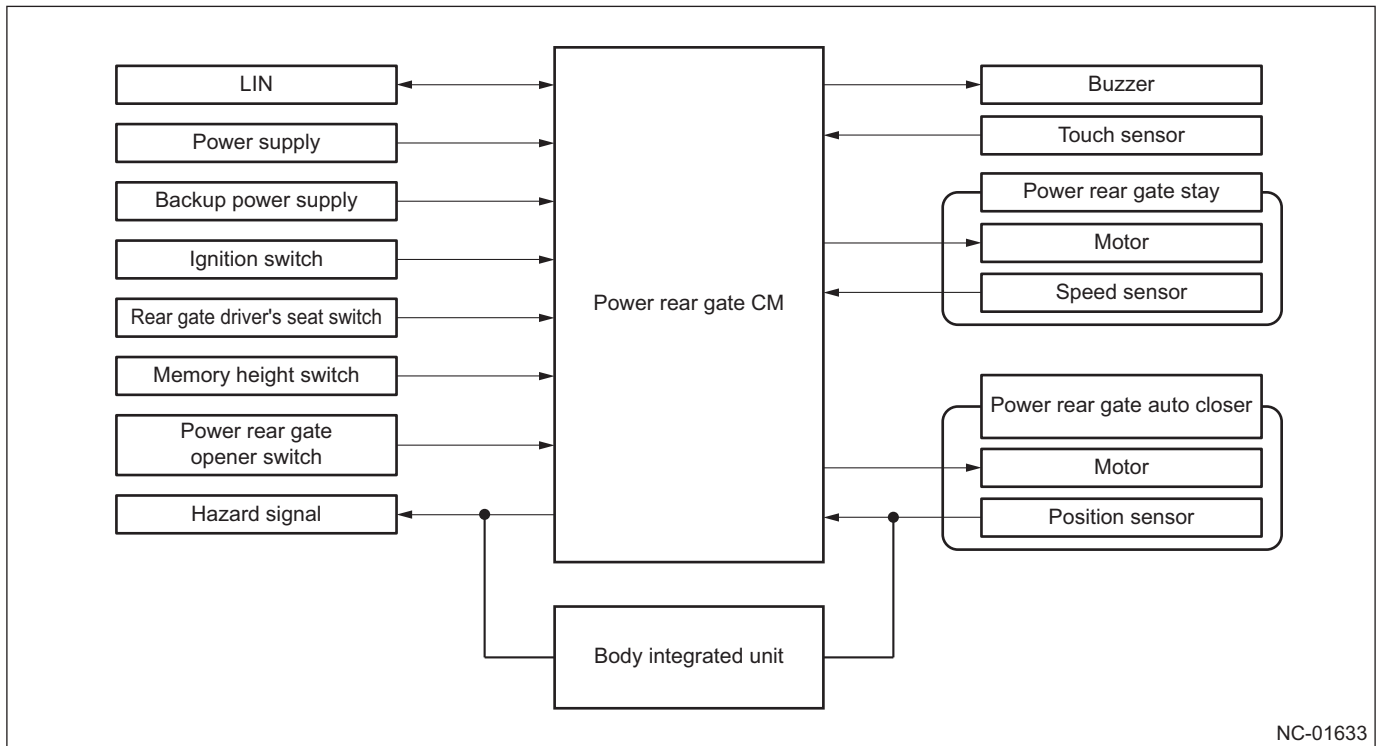 LIN
Power supply
Backup power supply
Ignition switch
Rear gate driver's seat switch
Memory height switch
Power rear gate
opener switch
Hazard signal
Power rear gate CM
Body integrated unit
Buzzer
Touch sensor
Power rear gate stay
Motor
Speed sensor
Power rear gate auto closer
Motor
Position sensor
NC-01633